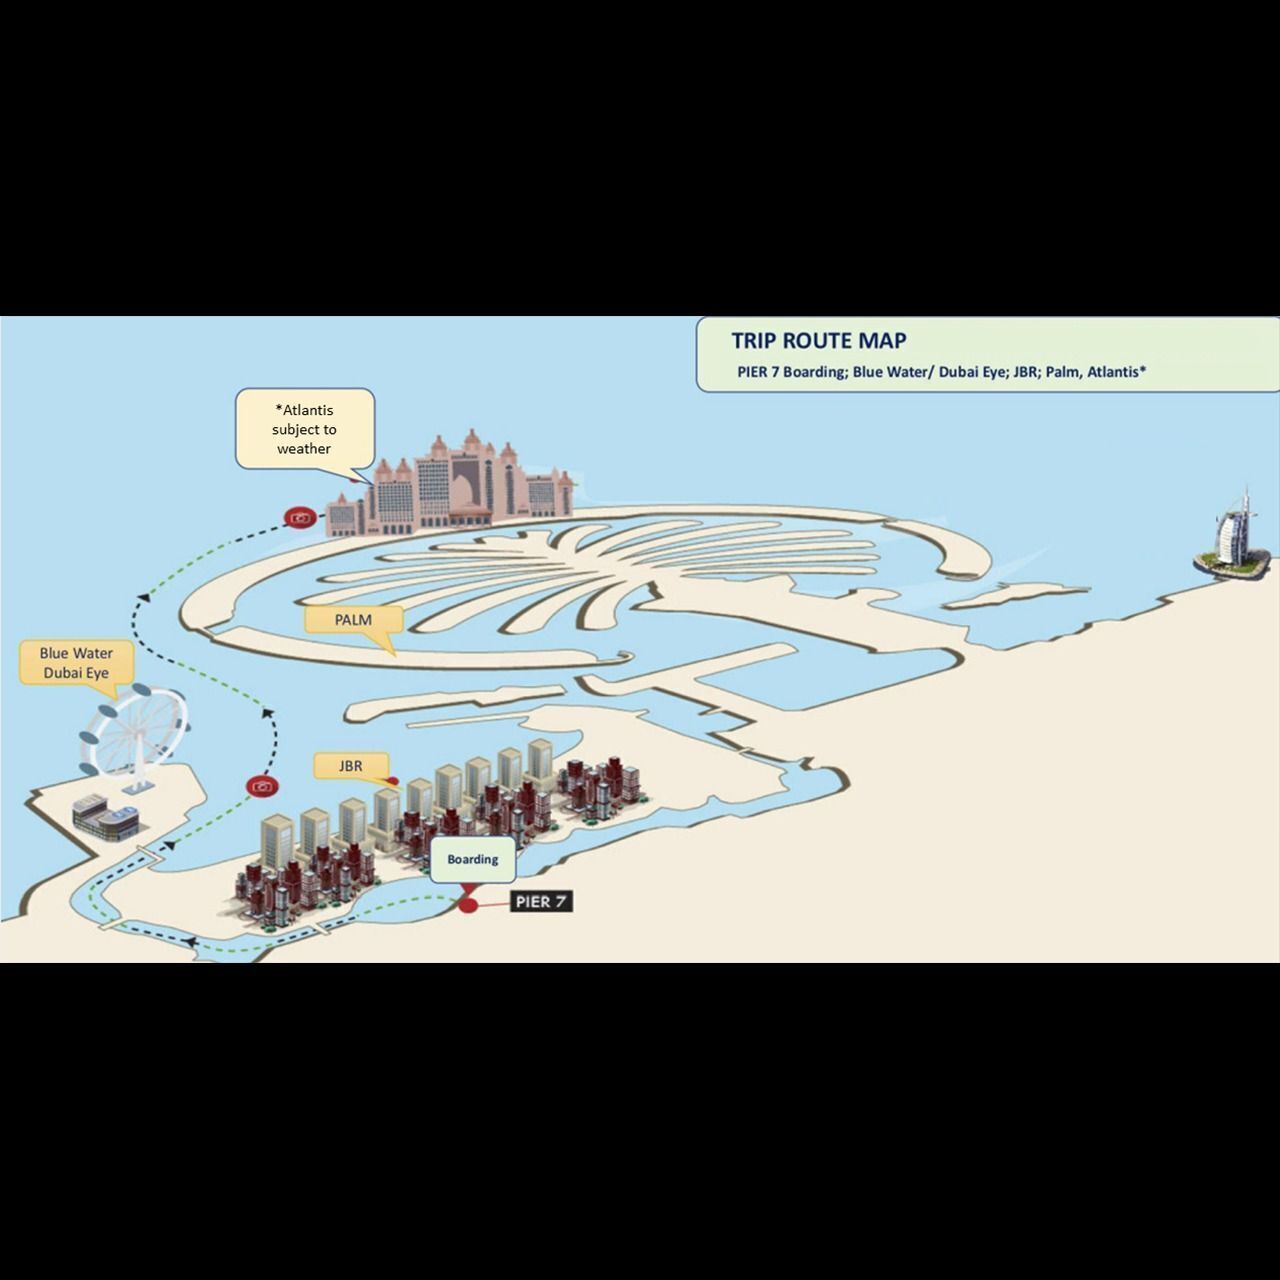 TRIP ROUTE MAP
PIER 7 Boarding; Blue Water/ Dubai Eye; JBR; Palm, Atlantis*
*Atlantis
subject to
weather
PALM
Blue Water
Dubai Eye
JBR
Boarding
PIER 7